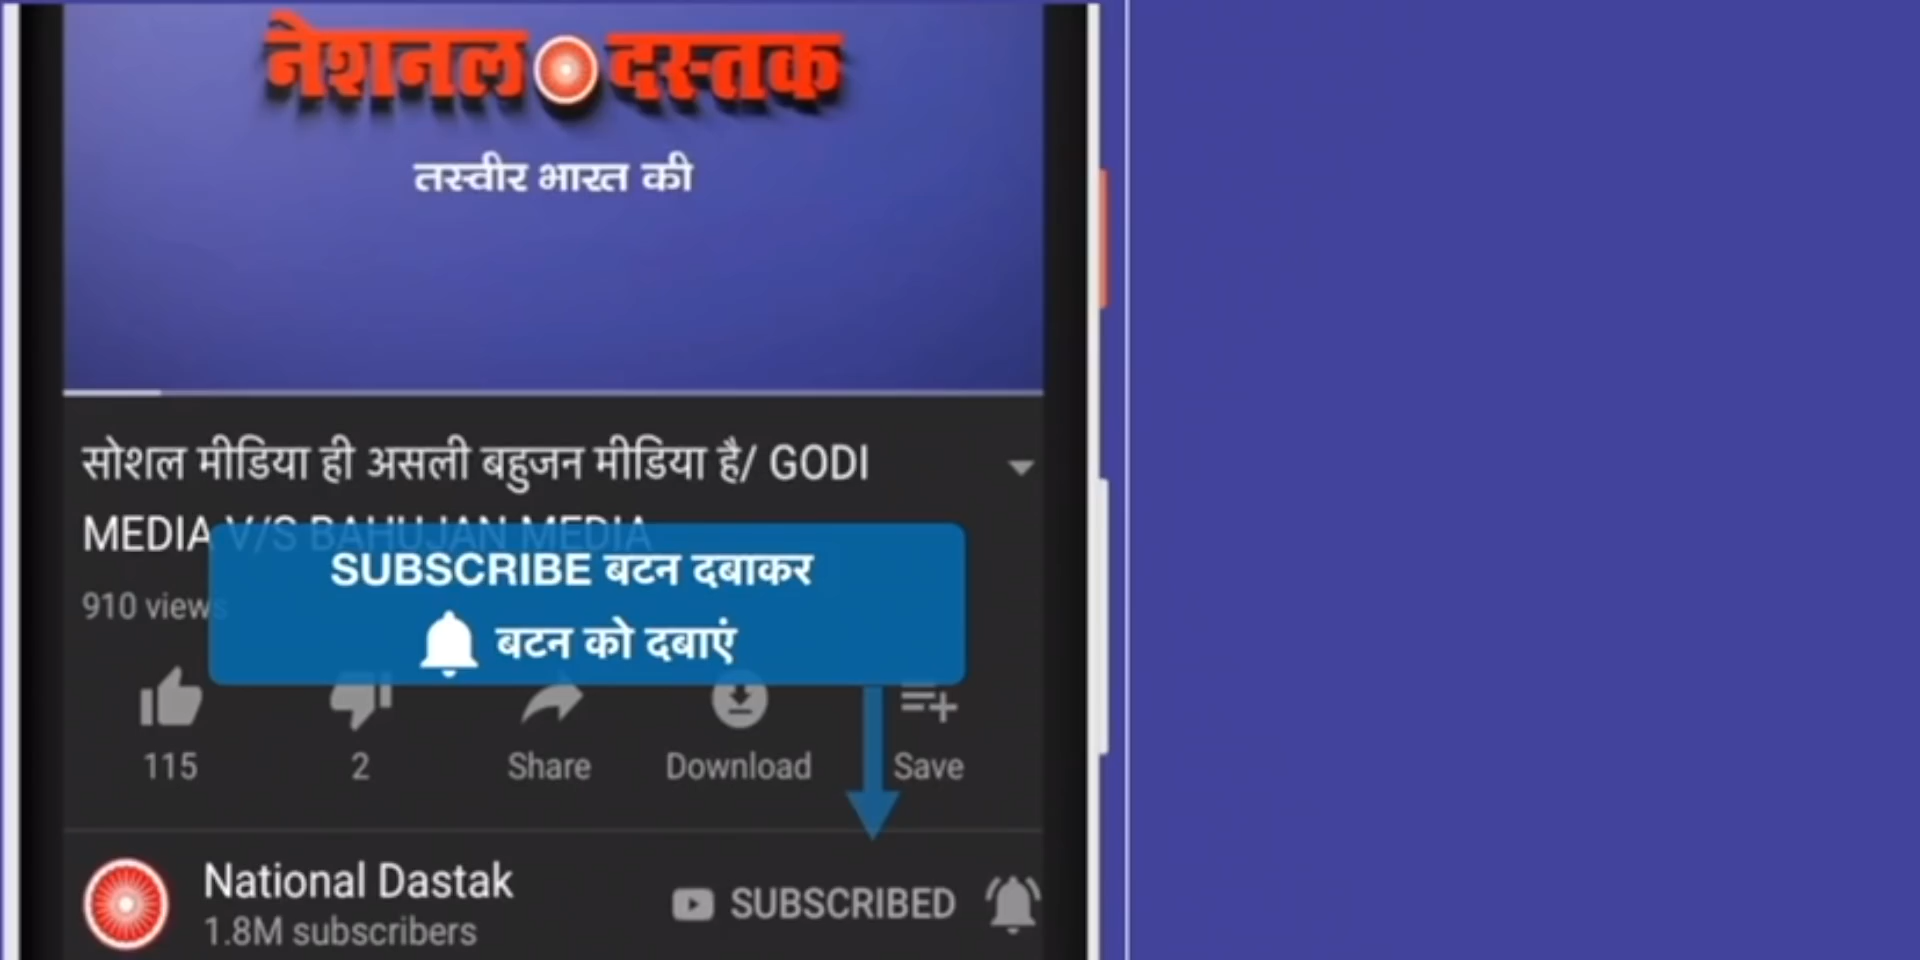 नेशनल दस्तक
तस्वीर भारत की
सोशल मीडिया ही असली बहुजन मीडिया है/ GODI
MEDIA V/S BAHUJAN MEDIA
SUBSCRIBE बटन दबाकर
बटन को दबाएं
910 views
115
2
Share
Download
Save
National Dastak
SUBSCRIBED
1.8M subscribers